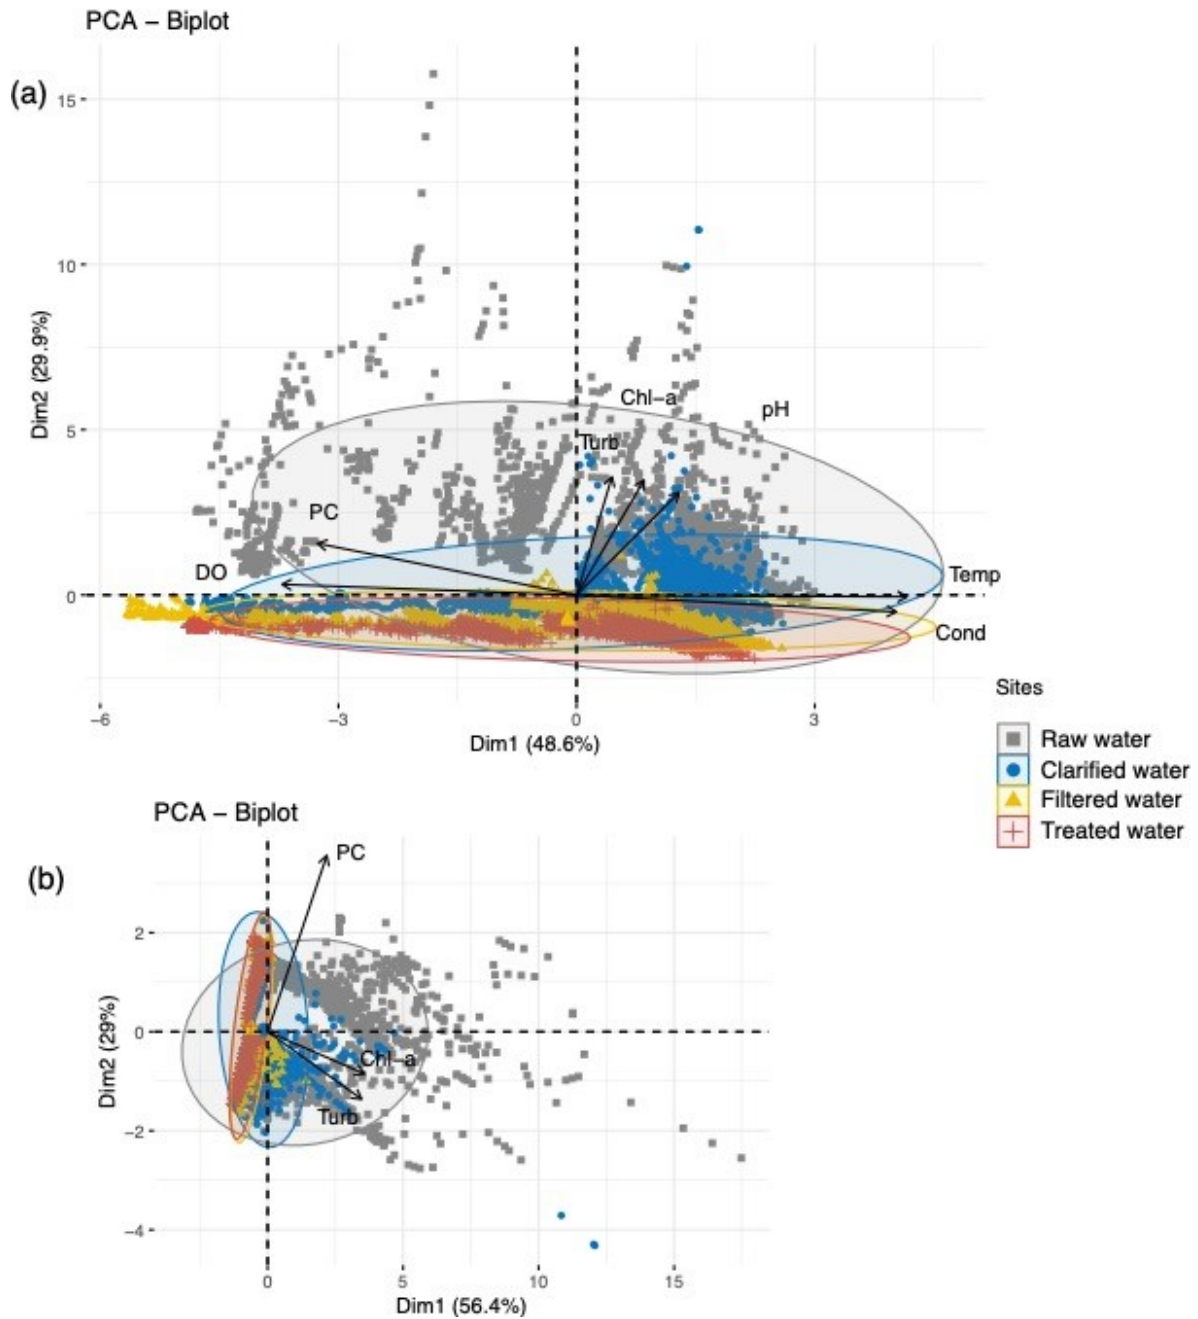 PCA – Biplot
(a)
15
10
5
0
Dim2 (29.9%)
Chl–a
pH
Turb
PC
DO
Temp
Cond
−6
−3
0
3
Dim1 (48.6%)
Sites
Raw water
Clarified water
Filtered water
Treated water
PCA – Biplot
(b)
PC
2
0
−2
−4
Dim2 (29%)
Chl–a
Turb
0
5
10
15
Dim1 (56.4%)